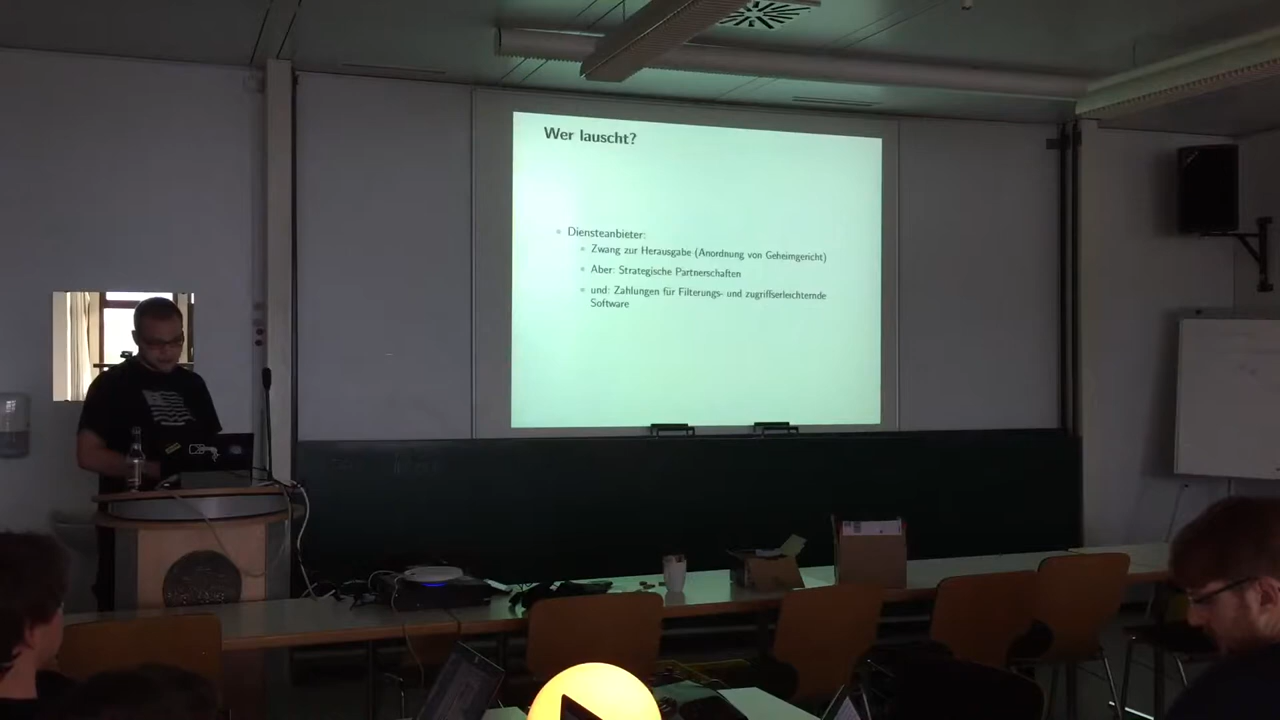 Wer lauscht?
Diensteanbieter:
Zwang zur Herausgabe (Anordnung von Geheimgericht)
Aber: Strategische Partnerschaften
und: Zahlungen für Filterungs- und zugriffserleichternde
Software